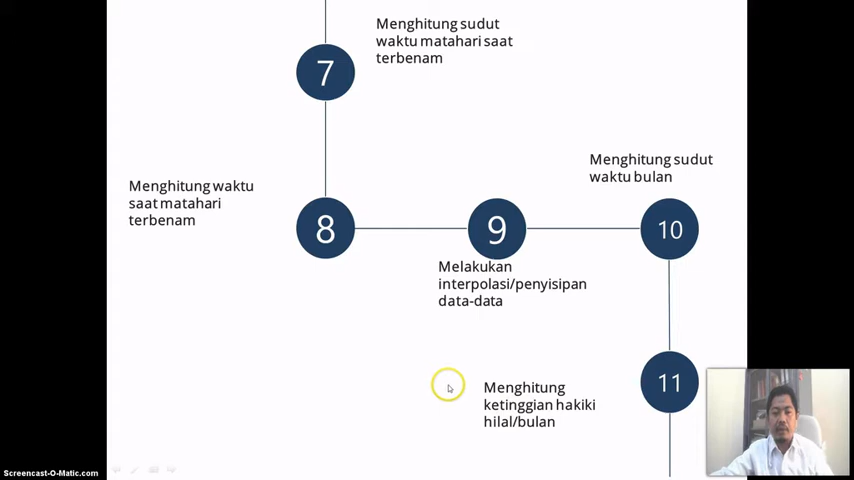 Menghitung sudut
waktu matahari saat
terbenam
7
Menghitung waktu
saat matahari
terbenam
8
9
Melakukan
interpolasi/penyisipan
data-data
Menghitung sudut
waktu bulan
10
11
Menghitung
ketinggian hakiki
hilal/bulan
Screencast-O-Matic.com